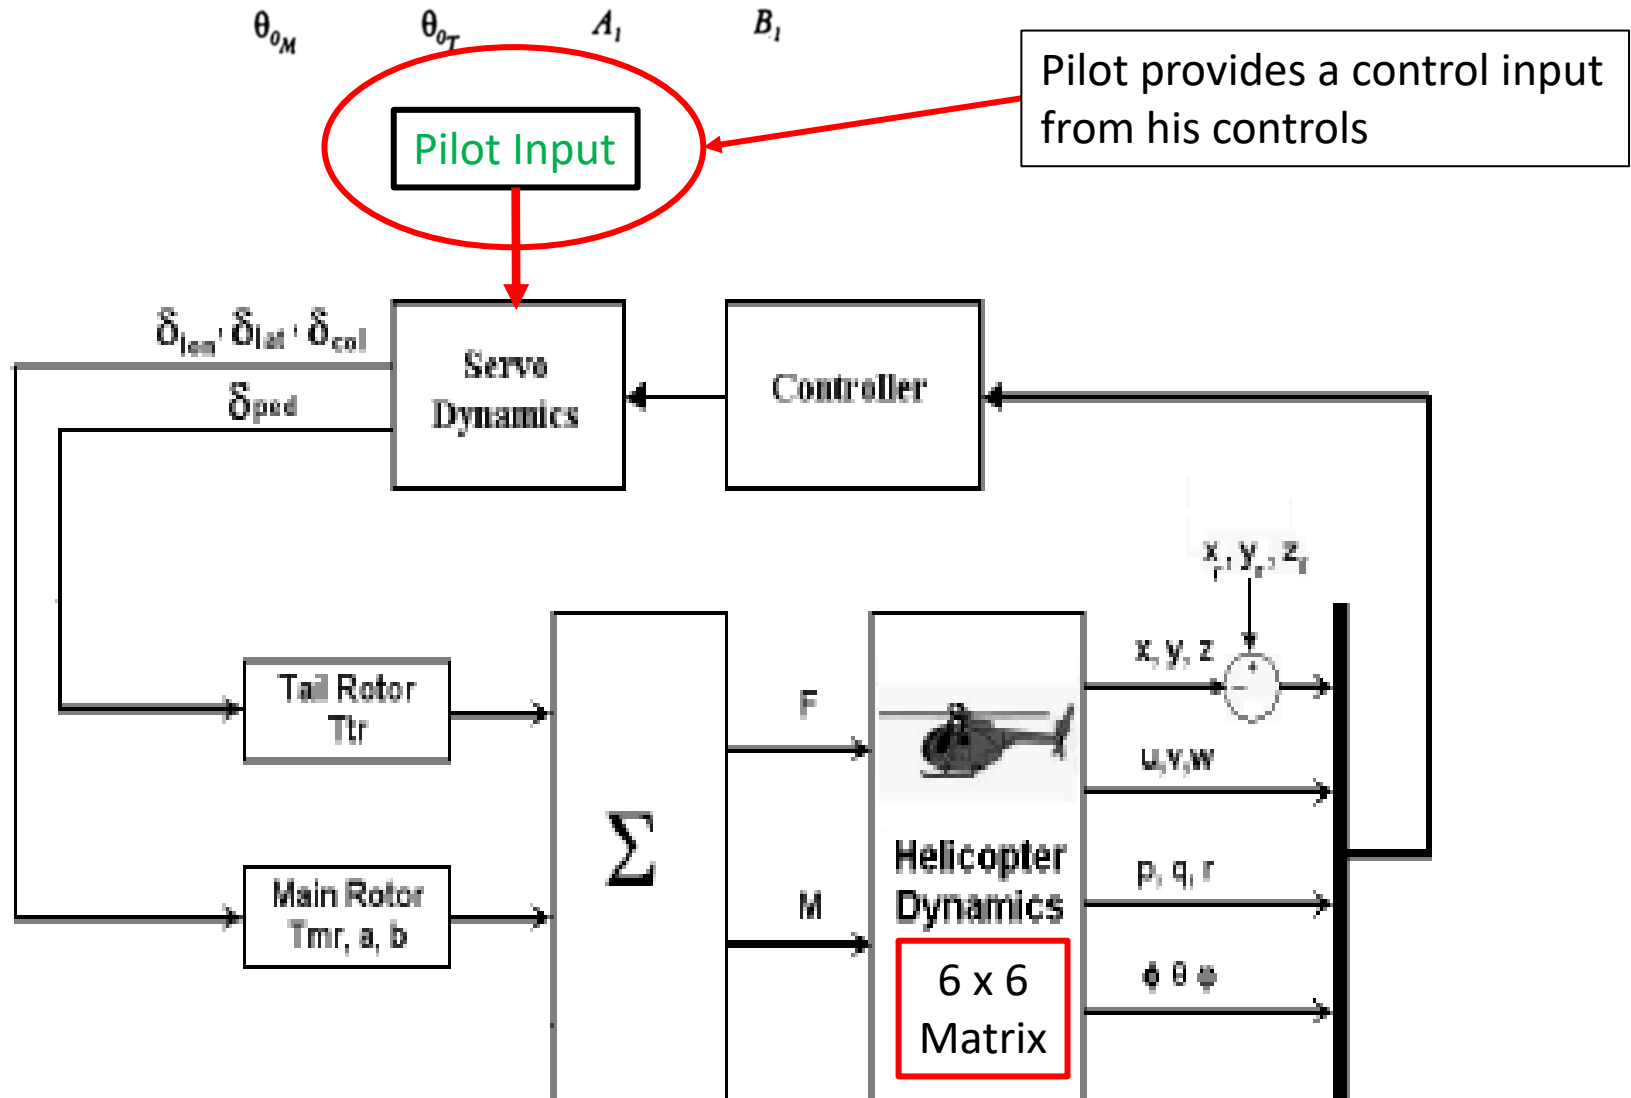 θ₀M θ₀T A₁ B₁
Pilot provides a control input
from his controls
Pilot Input
δlon, δlat, δcol
δped
Servo
Dynamics
Controller
xr, yr, zr
x, y, z
+
−
Tail Rotor
Ttr
F
u,v,w
Σ
Helicopter
Dynamics
p, q, r
Main Rotor
Tmr, a, b
M
6 x 6
Matrix
ϕ θ φ